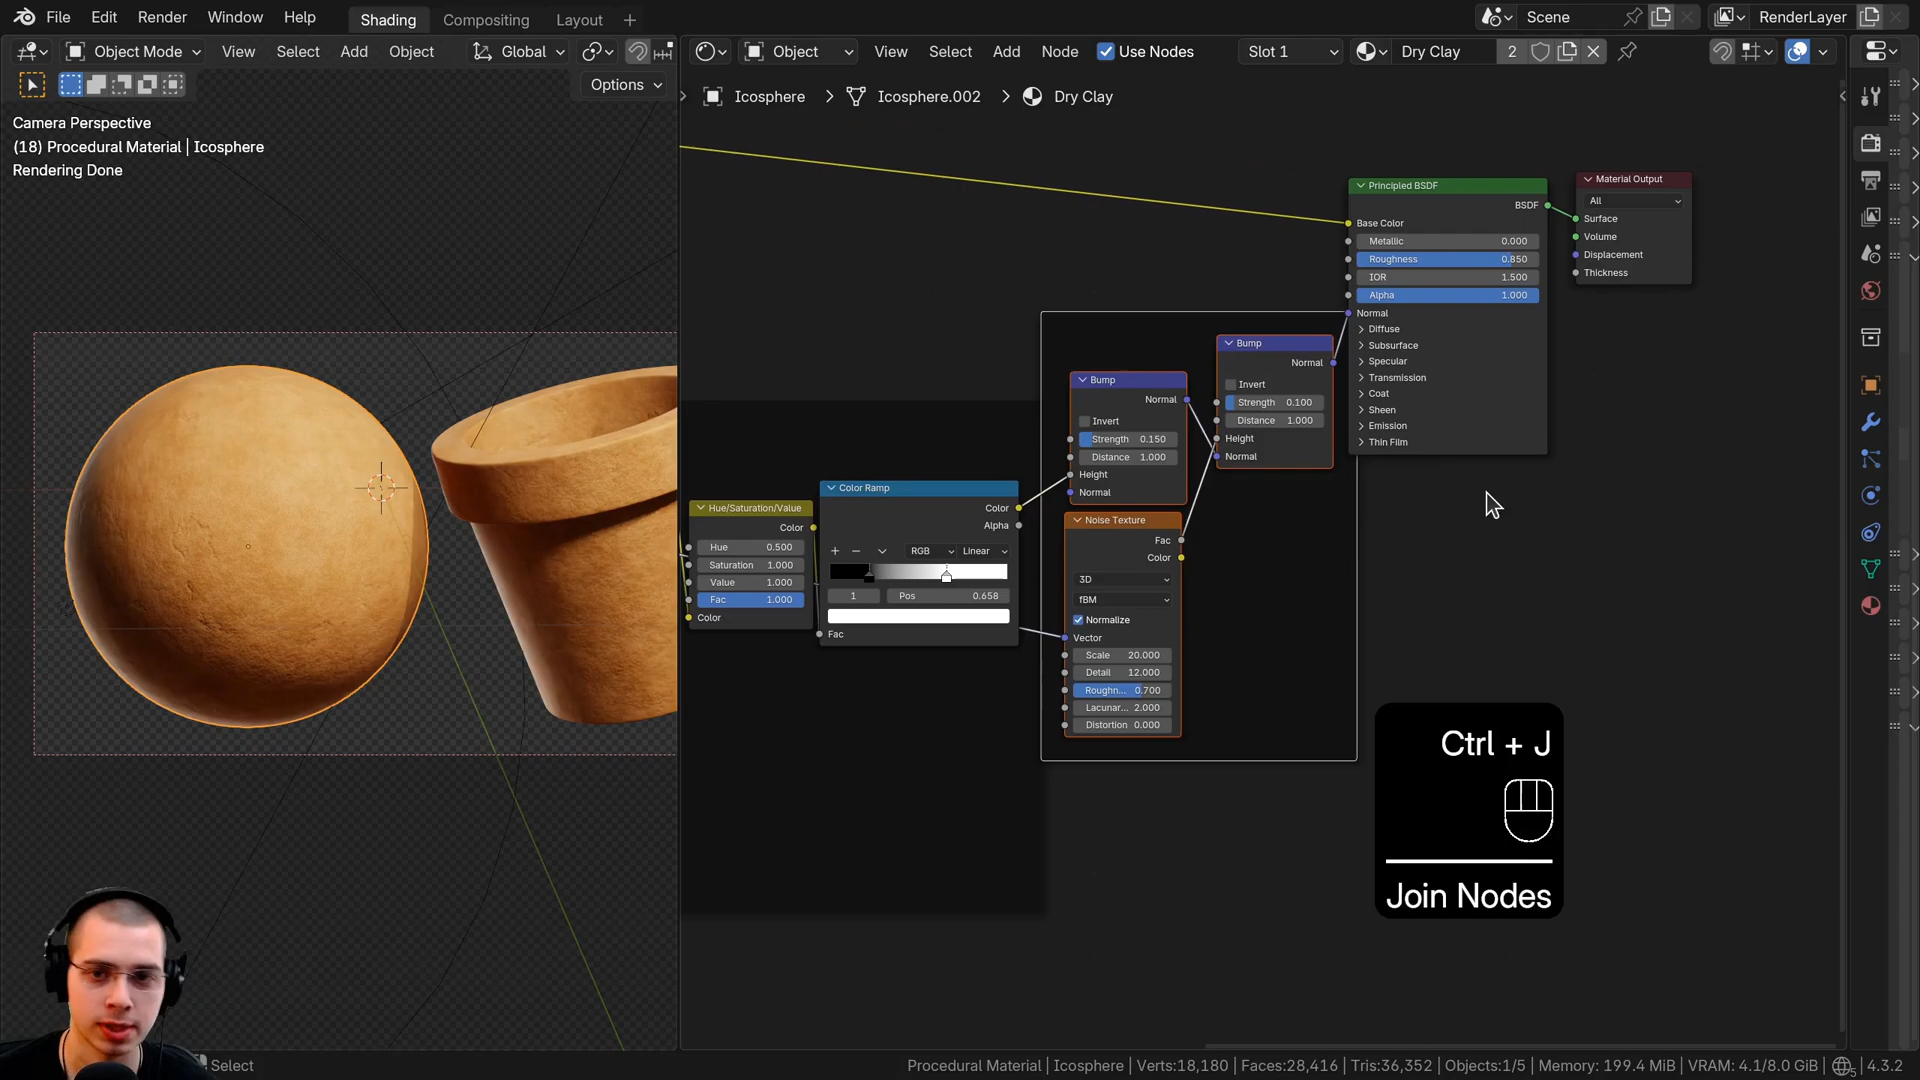 File Edit Render Window Help Shading Compositing Layout + Scene RenderLayer
Object Mode View Select Add Object Global Object View Select Add Node Use Nodes Slot 1 Dry Clay 2
Options
Icosphere > Icosphere.002 > Dry Clay
Camera Perspective
(18) Procedural Material | Icosphere
Rendering Done
Principled BSDF
BSDF
Base Color
Metallic 0.000
Roughness 0.850
IOR 1.500
Alpha 1.000
Normal
Diffuse
Subsurface
Specular
Transmission
Coat
Sheen
Emission
Thin Film
Material Output
All
Surface
Volume
Displacement
Thickness
Bump
Normal
Invert
Strength 0.100
Distance 1.000
Height
Normal
Bump
Normal
Invert
Strength 0.150
Distance 1.000
Height
Normal
Hue/Saturation/Value
Color
Hue 0.500
Saturation 1.000
Value 1.000
Fac 1.000
Color
Color Ramp
Color
Alpha
+ − RGB Linear
1 Pos 0.658
Fac
Noise Texture
Fac
Color
3D
fBM
Normalize
Vector
Scale 20.000
Detail 12.000
Roughn... 0.700
Lacunar... 2.000
Distortion 0.000
Ctrl + J
Join Nodes
Select
Procedural Material | Icosphere | Verts:18,180 | Faces:28,416 | Tris:36,352 | Objects:1/5 | Memory: 199.4 MiB | VRAM: 4.1/8.0 GiB | 5 | 4.3.2